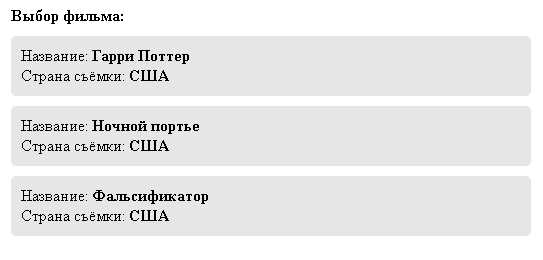 Выбор фильма:
Название: Гарри Поттер
Страна съёмки: США
Название: Ночной портье
Страна съёмки: США
Название: Фальсификатор
Страна съёмки: США